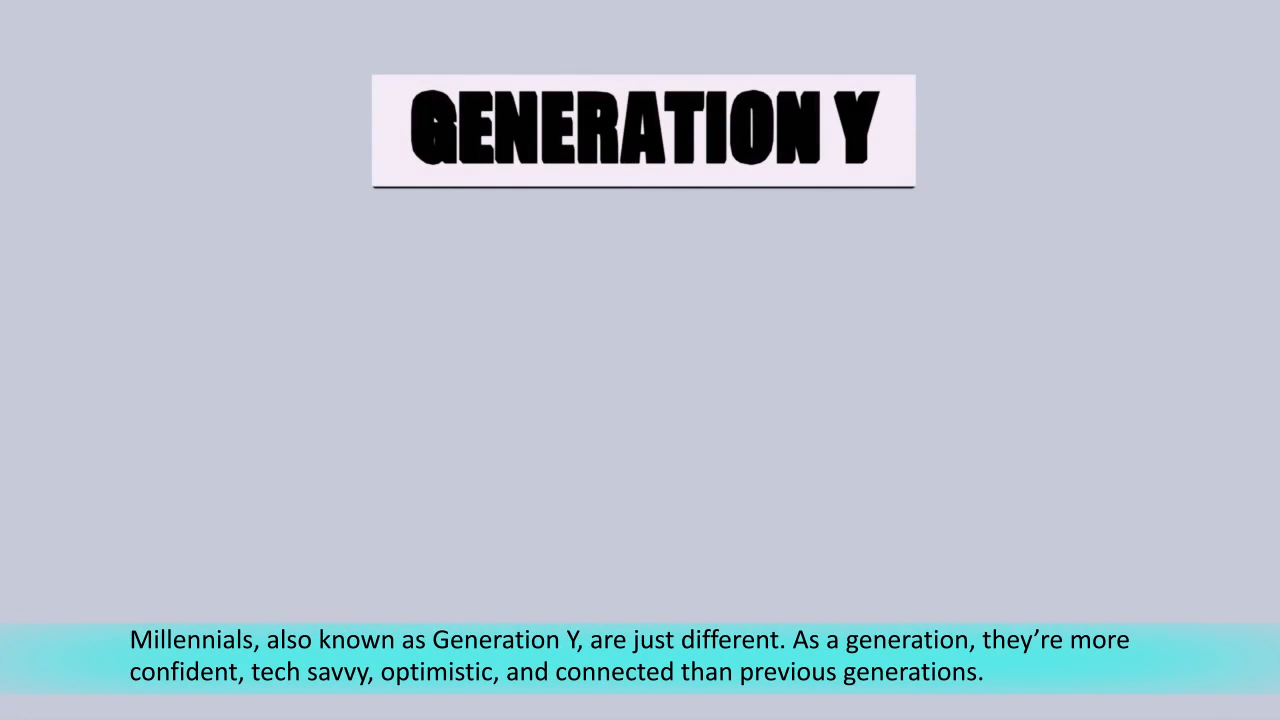 GENERATION Y
Millennials, also known as Generation Y, are just different. As a generation, they’re more
confident, tech savvy, optimistic, and connected than previous generations.